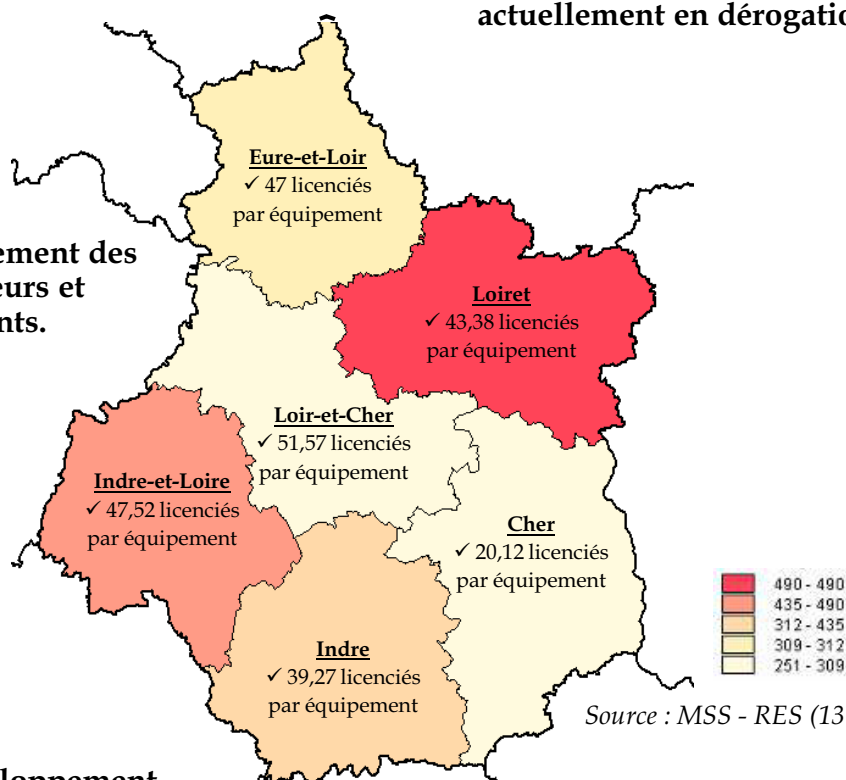 actuellement en dérogatio
Eure-et-Loir
✓ 47 licenciés
par équipement
ement des
eurs et
nts.
Loiret
✓ 43,38 licenciés
par équipement
Loir-et-Cher
✓ 51,57 licenciés
par équipement
Indre-et-Loire
✓ 47,52 licenciés
par équipement
Cher
✓ 20,12 licenciés
par équipement
490 - 490
435 - 490
312 - 435
309 - 312
251 - 309
Indre
✓ 39,27 licenciés
par équipement
Source : MSS - RES (13